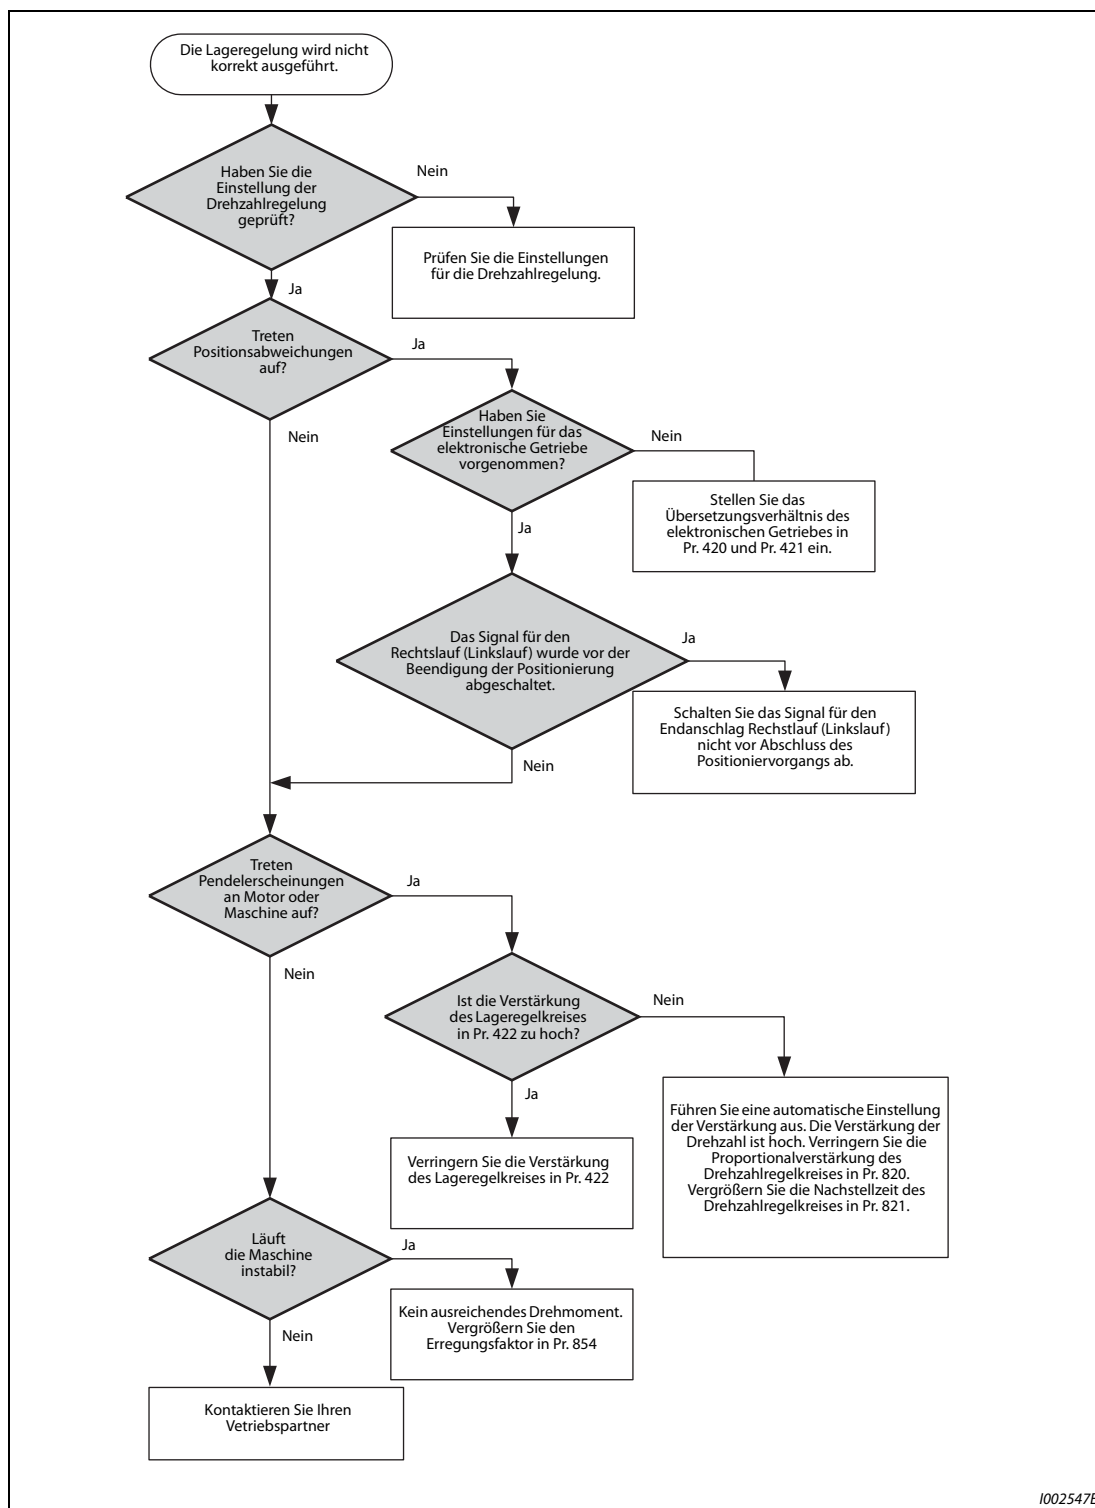 Die Lageregelung wird nicht
korrekt ausgeführt.
Haben Sie die
Einstellung der
Drehzahlregelung
geprüft?
Nein
Prüfen Sie die Einstellungen
für die Drehzahlregelung.
Ja
Treten
Positionsabweichungen
auf?
Ja
Nein
Haben Sie
Einstellungen für das
elektronische Getriebe
vorgenommen?
Nein
Stellen Sie das
Übersetzungsverhältnis des
elektronischen Getriebes in
Pr. 420 und Pr. 421 ein.
Ja
Das Signal für den
Rechtslauf (Linkslauf) wurde vor der
Beendigung der Positionierung
abgeschaltet.
Ja
Schalten Sie das Signal für den
Endanschlag Rechstlauf (Linkslauf)
nicht vor Abschluss des
Positioniervorgangs ab.
Nein
Treten
Pendelerscheinungen
an Motor oder
Maschine auf?
Ja
Nein
Ist die Verstärkung
des Lageregelkreises
in Pr. 422 zu hoch?
Nein
Ja
Führen Sie eine automatische Einstellung
der Verstärkung aus. Die Verstärkung der
Drehzahl ist hoch. Verringern Sie die
Proportionalverstärkung des
Drehzahlregelkreises in Pr. 820.
Vergrößern Sie die Nachstellzeit des
Drehzahlregelkreises in Pr. 821.
Verringern Sie die Verstärkung
des Lageregelkreises in Pr. 422
Läuft
die Maschine
instabil?
Ja
Kein ausreichendes Drehmoment.
Vergrößern Sie den
Erregungsfaktor in Pr. 854
Nein
Kontaktieren Sie Ihren
Vetriebspartner
I002547E